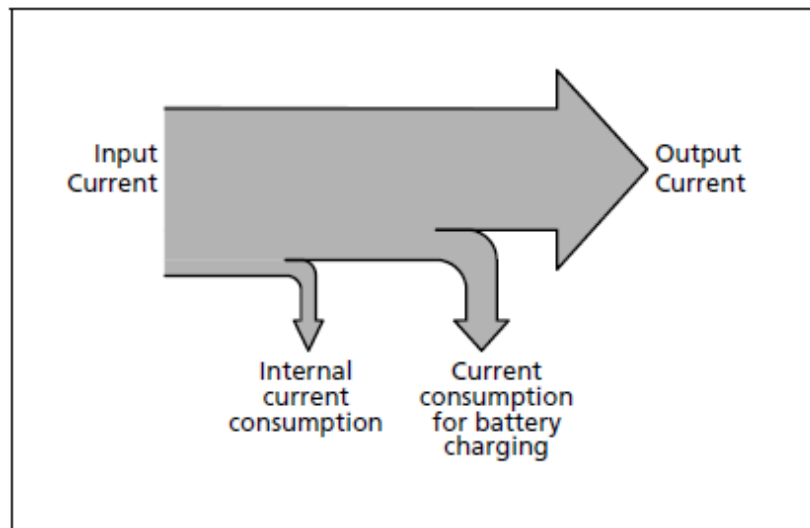 Input
Current
Output
Current
Internal
current
consumption
Current
consumption
for battery
charging